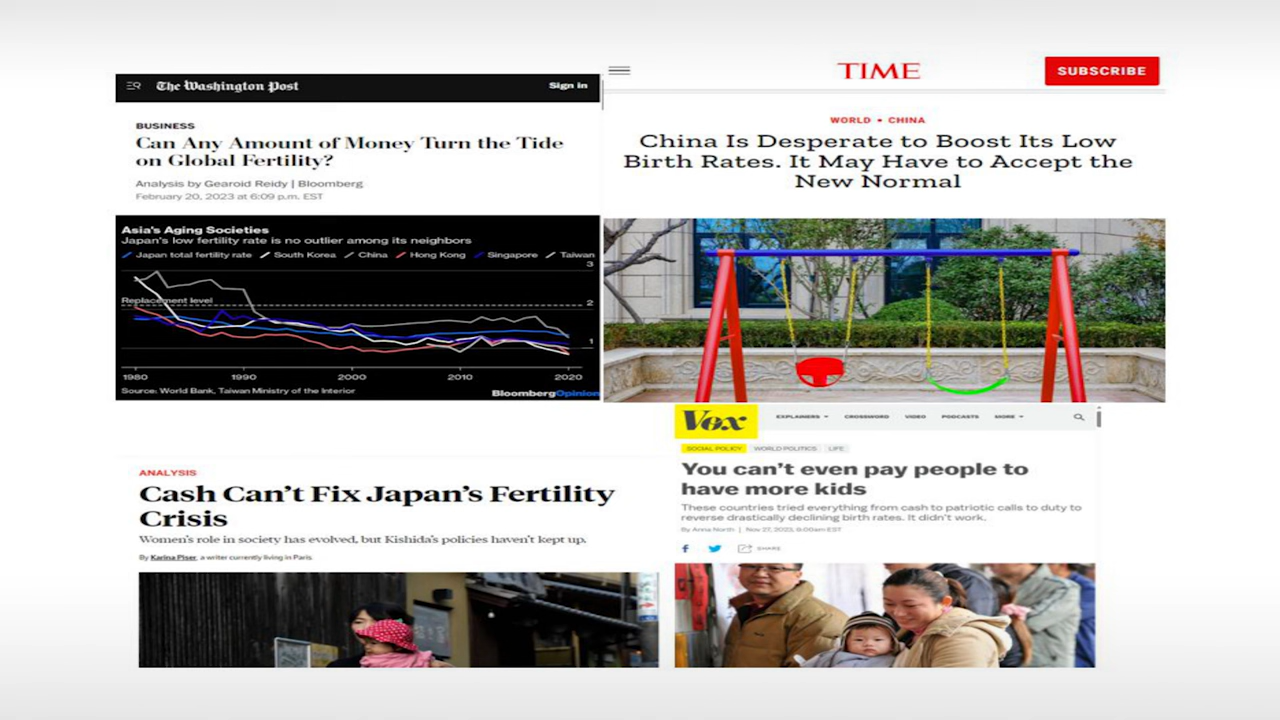 The Washington Post
Sign in
BUSINESS
Can Any Amount of Money Turn the Tide
on Global Fertility?
Analysis by Gearoid Reidy | Bloomberg
February 20, 2023 at 6:09 p.m. EST
Asia's Aging Societies
Japan's low fertility rate is no outlier among its neighbors
Japan total fertility rate South Korea China Hong Kong Singapore Taiwan
3
Replacement level
2
1
1980 1990 2000 2010 2020
Source: World Bank, Taiwan Ministry of the Interior
BloombergOpinion
TIME
SUBSCRIBE
WORLD • CHINA
China Is Desperate to Boost Its Low
Birth Rates. It May Have to Accept the
New Normal
ANALYSIS
Cash Can't Fix Japan's Fertility
Crisis
Women's role in society has evolved, but Kishida's policies haven't kept up.
By Karina Piser, a writer currently living in Paris.
Vox
EXPLAINERS CROSSWORD VIDEO PODCASTS MORE
SOCIAL POLICY WORLD POLITICS LIFE
You can't even pay people to
have more kids
These countries tried everything from cash to patriotic calls to duty to
reverse drastically declining birth rates. It didn't work.
By Anna North | Nov 27, 2023, 8:00am EST
SHARE